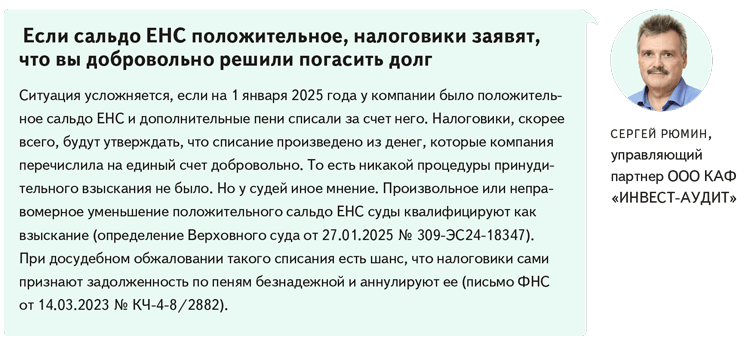 Если сальдо ЕНС положительное, налоговики заявят,
что вы добровольно решили погасить долг
Ситуация усложняется, если на 1 января 2025 года у компании было положитель-
ное сальдо ЕНС и дополнительные пени списали за счет него. Налоговики, скорее
всего, будут утверждать, что списание произведено из денег, которые компания
перечислила на единый счет добровольно. То есть никакой процедуры принуди-
тельного взыскания не было. Но у судей иное мнение. Произвольное или непра-
вомерное уменьшение положительного сальдо ЕНС суды квалифицируют как
взыскание (определение Верховного суда от 27.01.2025 № 309-ЭС24-18347).
При досудебном обжаловании такого списания есть шанс, что налоговики сами
признают задолженность по пеням безнадежной и аннулируют ее (письмо ФНС
от 14.03.2023 № КЧ-4-8/2882).
СЕРГЕЙ РЮМИН,
управляющий
партнер ООО КАФ
«ИНВЕСТ-АУДИТ»